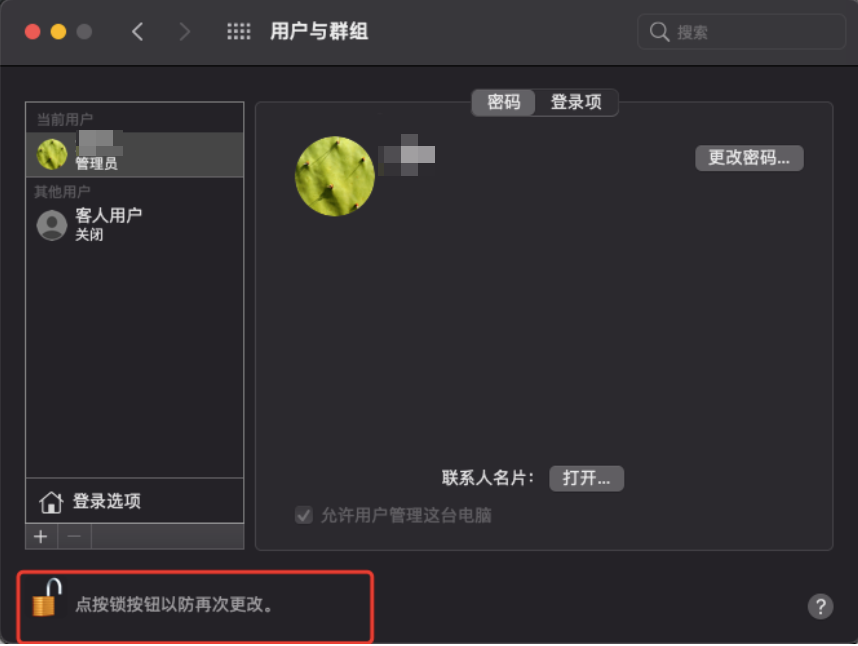 用户与群组
搜索
密码
登录项
当前用户
管理员
其他用户
客人用户
关闭
更改密码...
联系人名片：
打开...
允许用户管理这台电脑
登录选项
+
−
点按锁按钮以防再次更改。
?